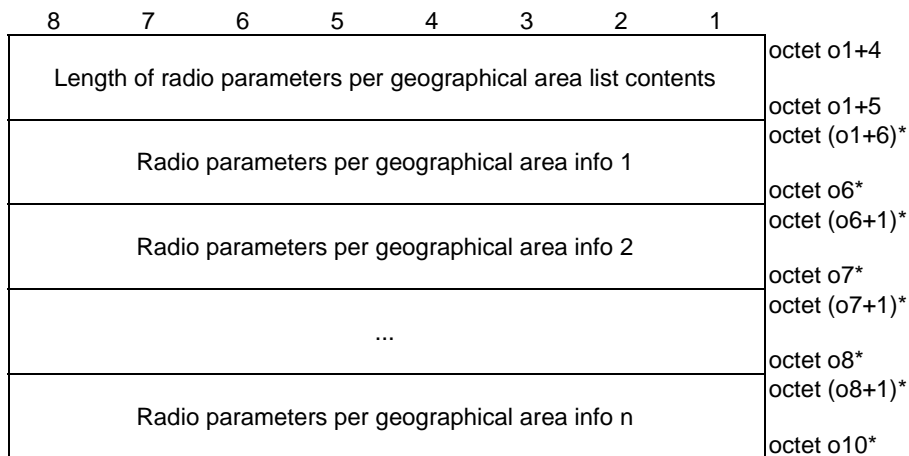 8 7 6 5 4 3 2 1
Length of radio parameters per geographical area list contents
octet o1+4
octet o1+5
Radio parameters per geographical area info 1
octet (o1+6)*
octet o6*
Radio parameters per geographical area info 2
octet (o6+1)*
octet o7*
...
octet (o7+1)*
octet o8*
Radio parameters per geographical area info n
octet (o8+1)*
octet o10*